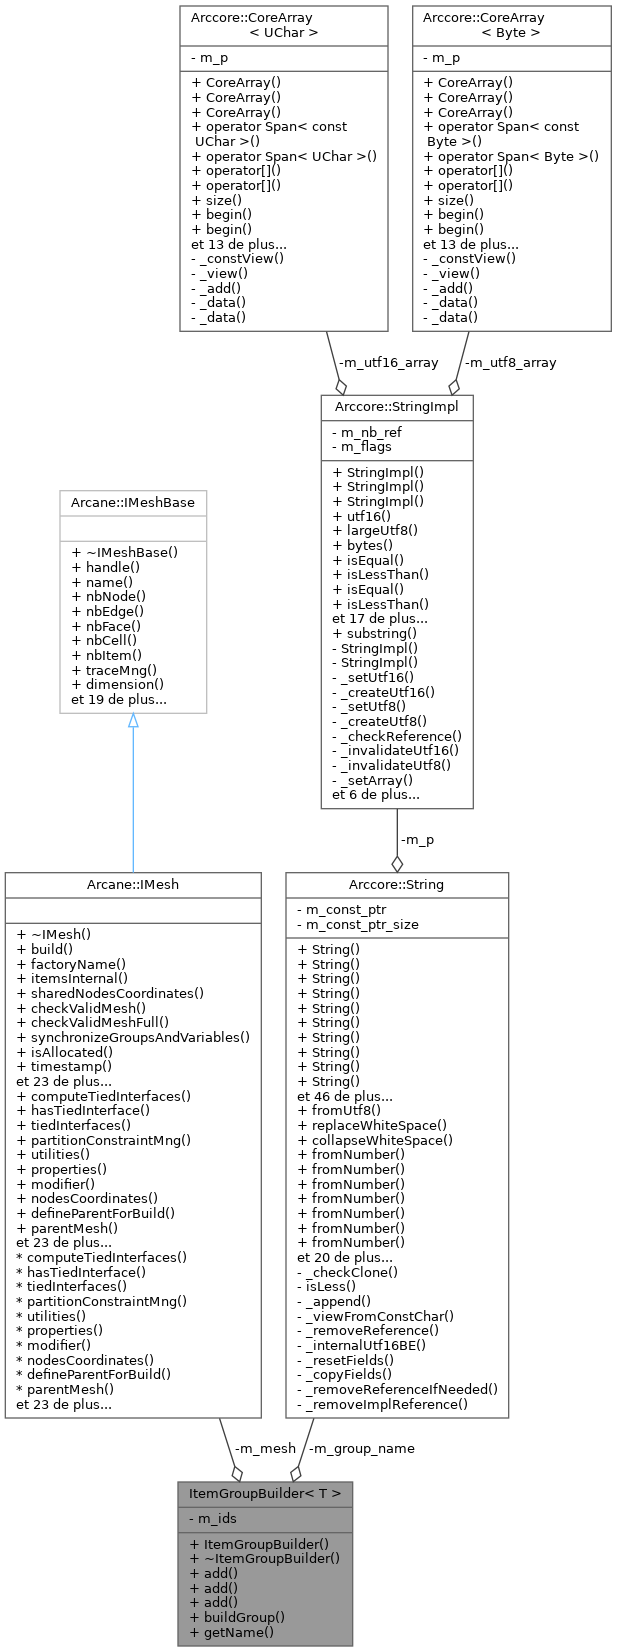 Arccore::CoreArray
< UChar >
- m_p
+ CoreArray()
+ CoreArray()
+ CoreArray()
+ operator Span< const
UChar >()
+ operator Span< UChar >()
+ operator[]()
+ operator[]()
+ size()
+ begin()
+ begin()
et 13 de plus...
- _constView()
- _view()
- _add()
- _data()
- _data()
Arccore::CoreArray
< Byte >
- m_p
+ CoreArray()
+ CoreArray()
+ CoreArray()
+ operator Span< const
Byte >()
+ operator Span< Byte >()
+ operator[]()
+ operator[]()
+ size()
+ begin()
+ begin()
et 13 de plus...
- _constView()
- _view()
- _add()
- _data()
- _data()
-m_utf16_array
-m_utf8_array
Arccore::StringImpl
- m_nb_ref
- m_flags
+ StringImpl()
+ StringImpl()
+ StringImpl()
+ utf16()
+ largeUtf8()
+ bytes()
+ isEqual()
+ isLessThan()
+ isEqual()
+ isLessThan()
et 17 de plus...
+ substring()
- StringImpl()
- StringImpl()
- _setUtf16()
- _createUtf16()
- _setUtf8()
- _createUtf8()
- _checkReference()
- _invalidateUtf16()
- _invalidateUtf8()
- _setArray()
et 6 de plus...
Arcane::IMeshBase
+ ~IMeshBase()
+ handle()
+ name()
+ nbNode()
+ nbEdge()
+ nbFace()
+ nbCell()
+ nbItem()
+ traceMng()
+ dimension()
et 19 de plus...
-m_p
Arcane::IMesh
+ ~IMesh()
+ build()
+ factoryName()
+ itemsInternal()
+ sharedNodesCoordinates()
+ checkValidMesh()
+ checkValidMeshFull()
+ synchronizeGroupsAndVariables()
+ isAllocated()
+ timestamp()
et 23 de plus...
+ computeTiedInterfaces()
+ hasTiedInterface()
+ tiedInterfaces()
+ partitionConstraintMng()
+ utilities()
+ properties()
+ modifier()
+ nodesCoordinates()
+ defineParentForBuild()
+ parentMesh()
et 23 de plus...
* computeTiedInterfaces()
* hasTiedInterface()
* tiedInterfaces()
* partitionConstraintMng()
* utilities()
* properties()
* modifier()
* nodesCoordinates()
* defineParentForBuild()
* parentMesh()
et 23 de plus...
Arccore::String
- m_const_ptr
- m_const_ptr_size
+ String()
+ String()
+ String()
+ String()
+ String()
+ String()
+ String()
+ String()
+ String()
+ String()
et 46 de plus...
+ fromUtf8()
+ replaceWhiteSpace()
+ collapseWhiteSpace()
+ fromNumber()
+ fromNumber()
+ fromNumber()
+ fromNumber()
+ fromNumber()
+ fromNumber()
+ fromNumber()
et 20 de plus...
- _checkClone()
- isLess()
- _append()
- _viewFromConstChar()
- _removeReference()
- _internalUtf16BE()
- _resetFields()
- _copyFields()
- _removeReferenceIfNeeded()
- _removeImplReference()
-m_mesh
-m_group_name
ItemGroupBuilder< T >
- m_ids
+ ItemGroupBuilder()
+ ~ItemGroupBuilder()
+ add()
+ add()
+ add()
+ buildGroup()
+ getName()